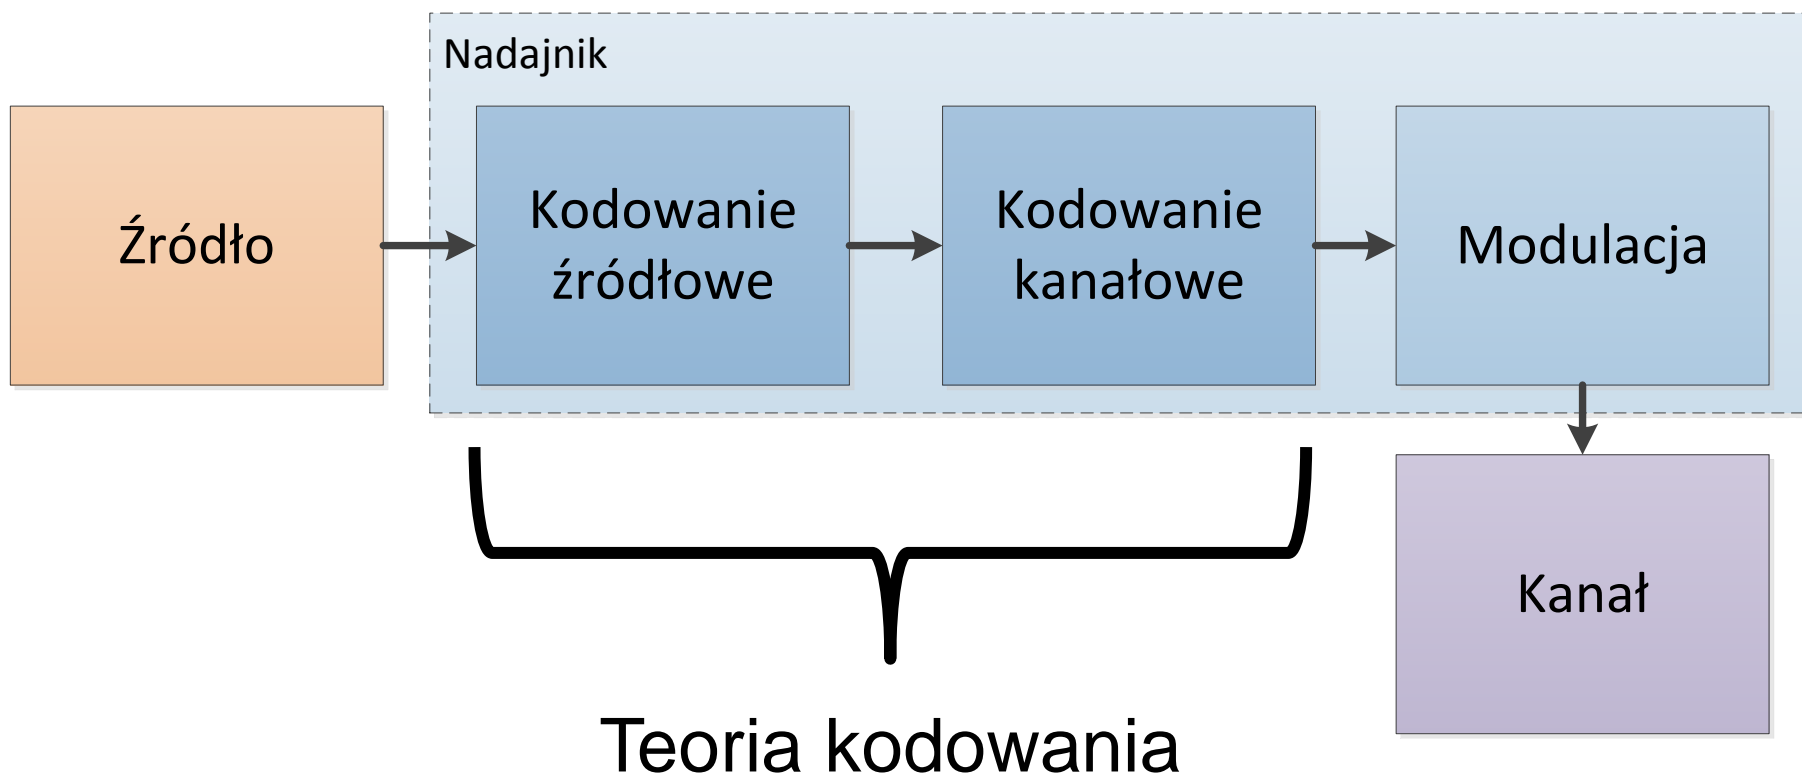 Nadajnik
Źródło
Kodowanie
źródłowe
Kodowanie
kanałowe
Modulacja
Kanał
Teoria kodowania